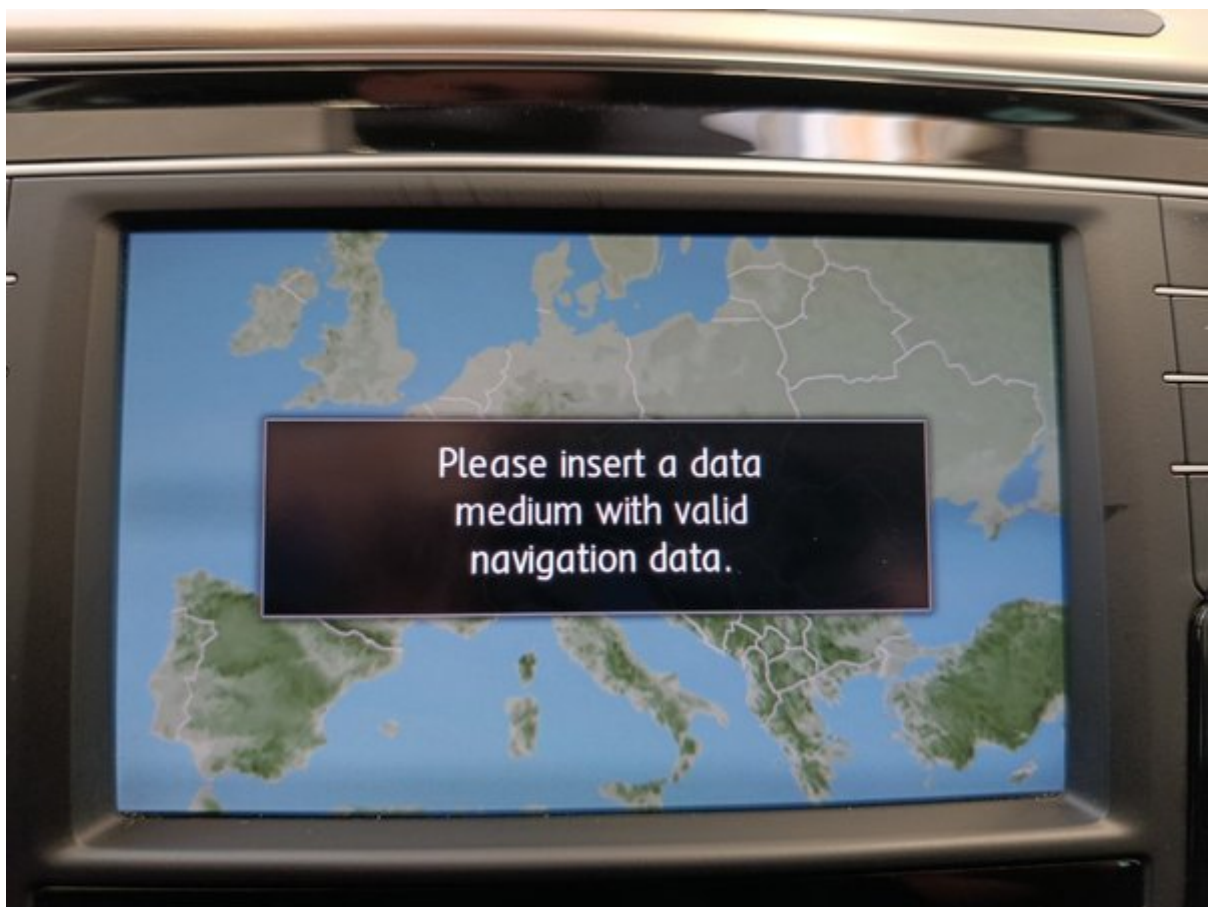 Please insert a data
medium with valid
navigation data.